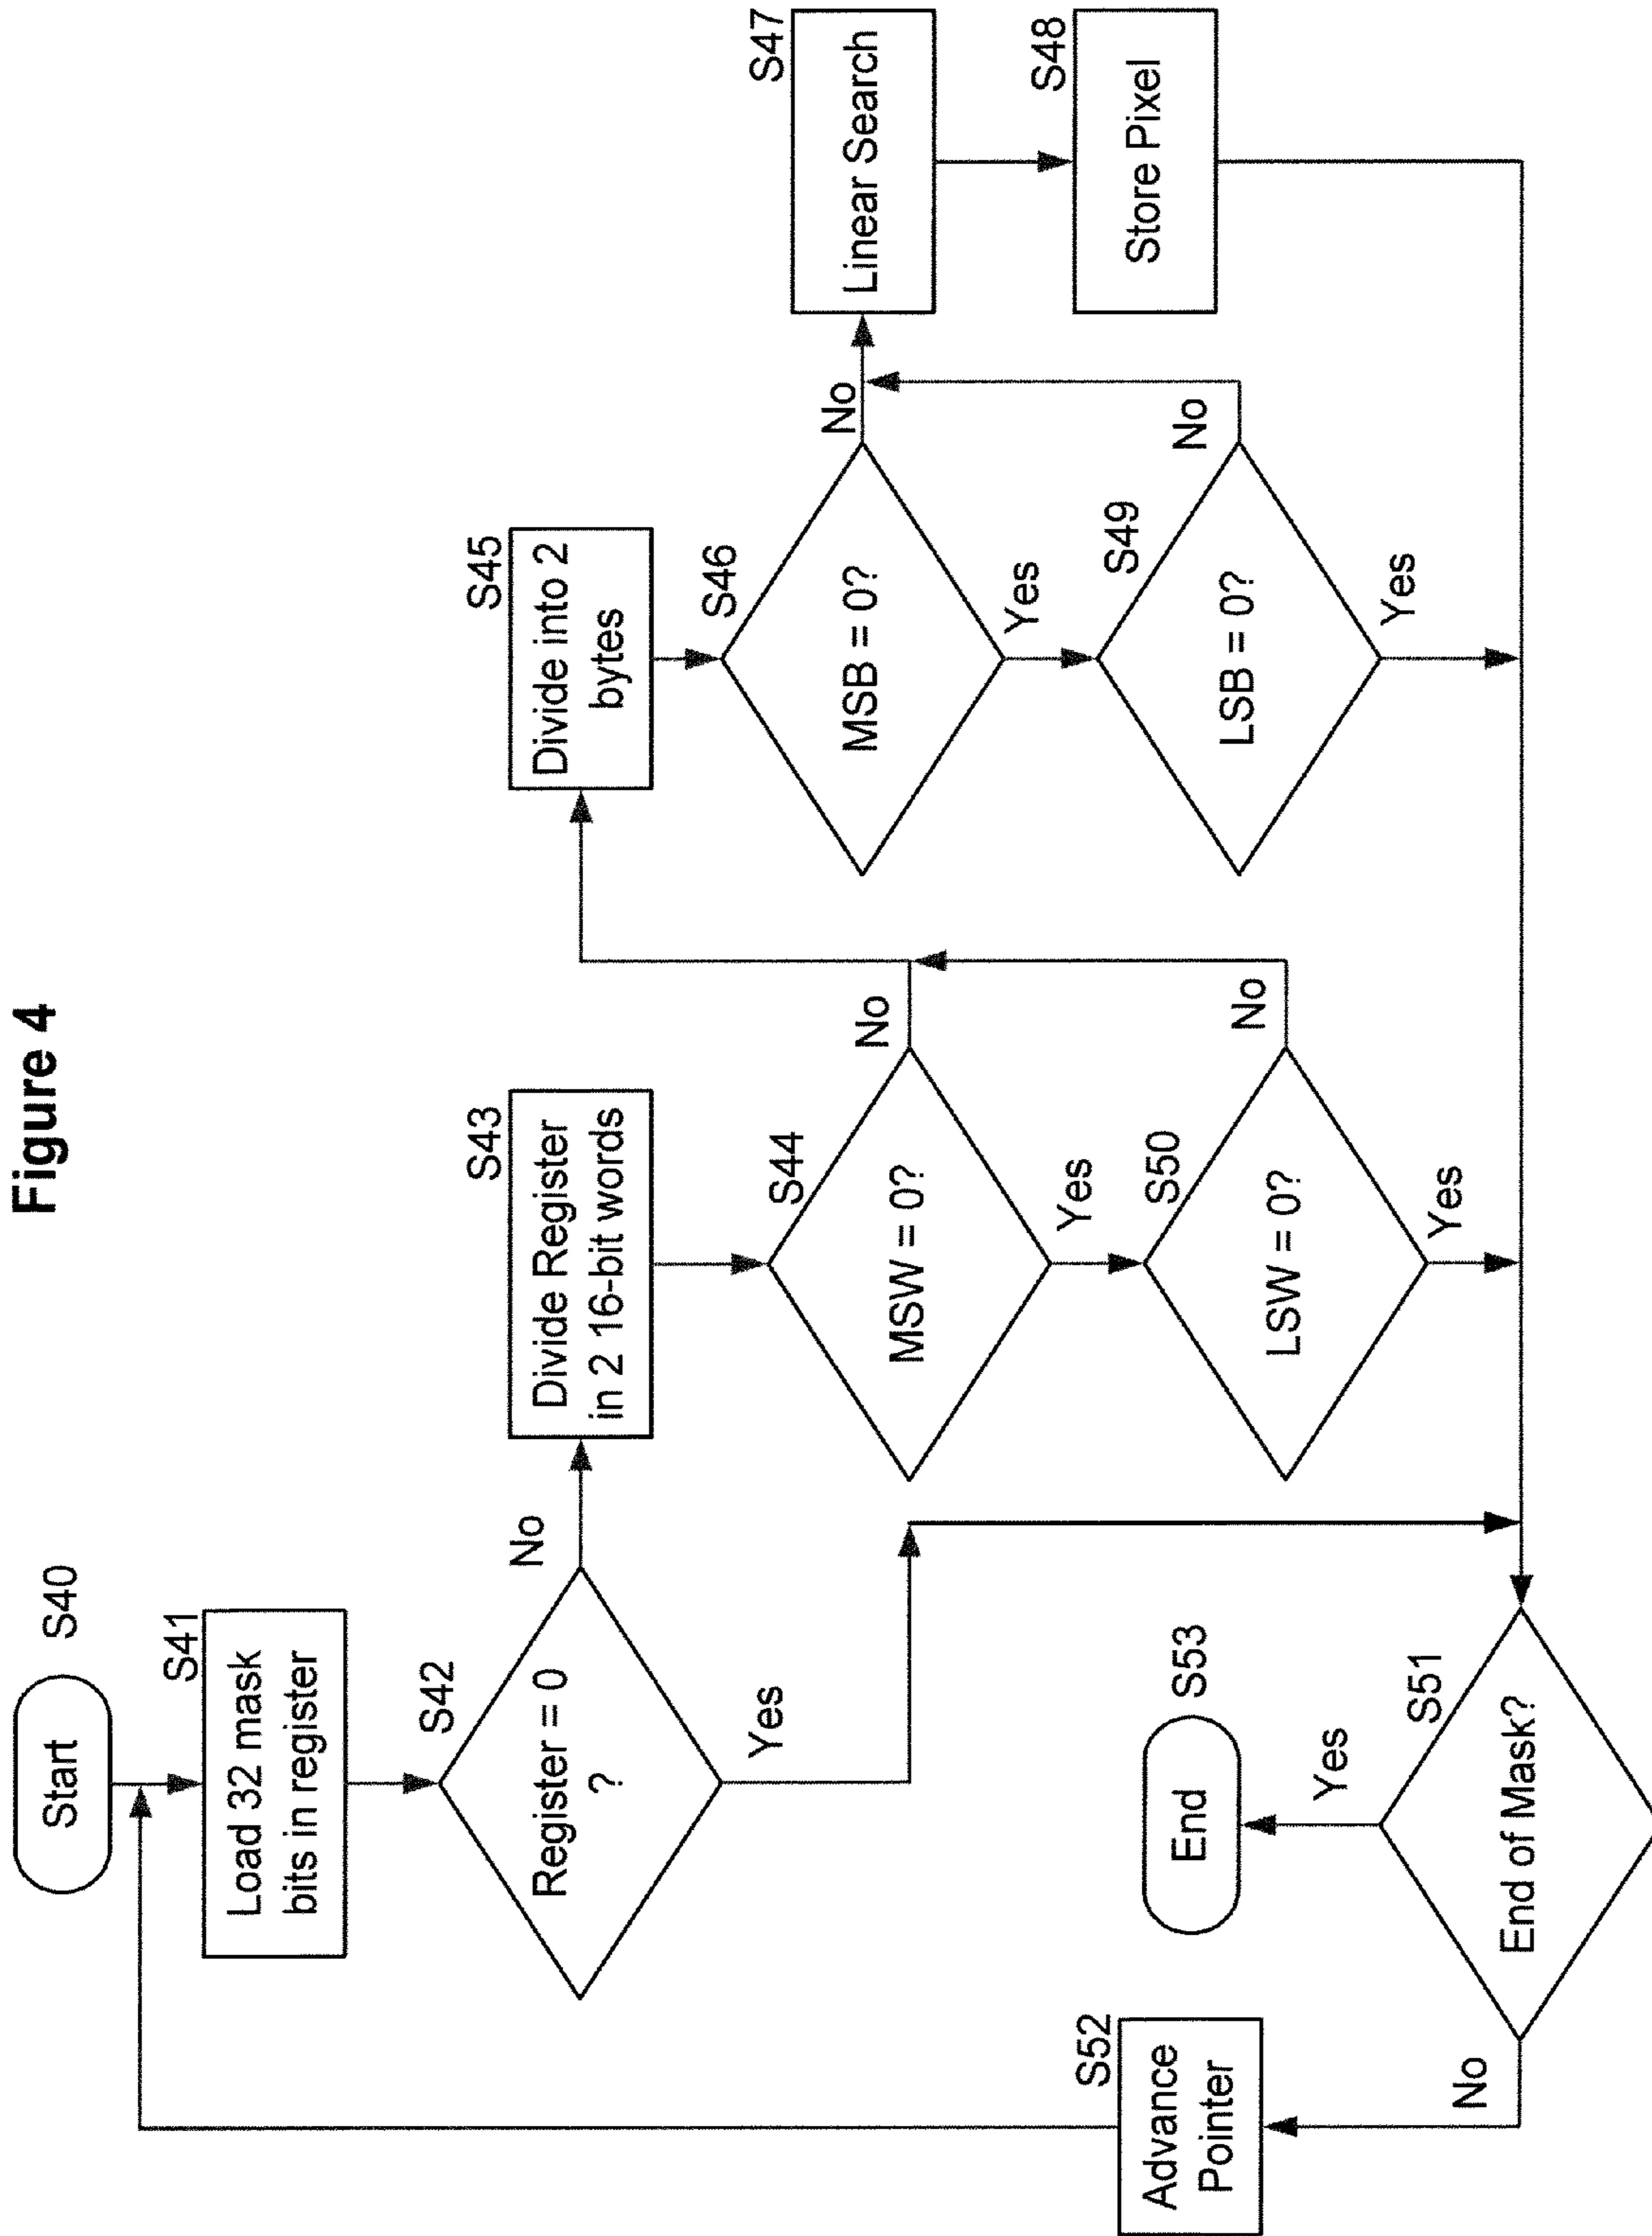 Figure 4
Start
S40
S41
Load 32 mask
bits in register
S42
Register = 0
?
No
Yes
S43
Divide Register
in 2 16-bit words
S44
MSW = 0?
No
Yes
S50
LSW = 0?
No
Yes
S45
Divide into 2
bytes
S46
MSB = 0?
No
Yes
S49
LSB = 0?
No
Yes
S47
Linear Search
S48
Store Pixel
S51
End of Mask?
Yes
No
S53
End
S52
Advance
Pointer